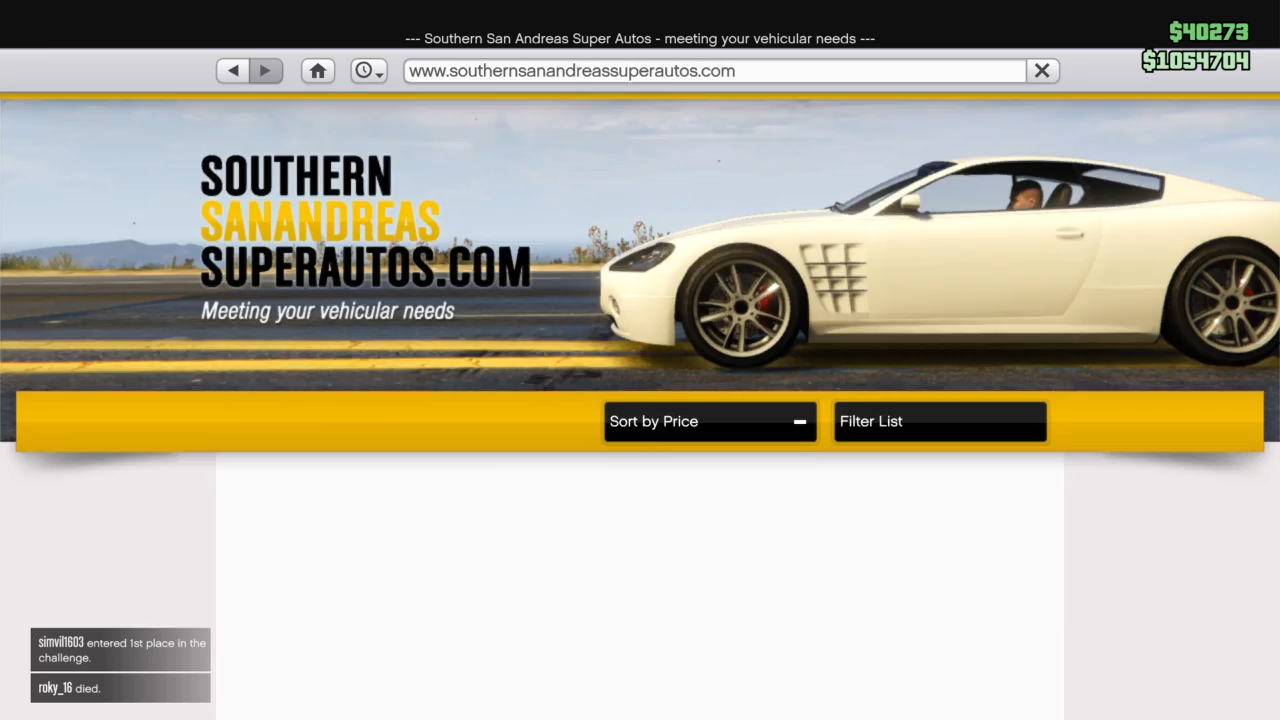 --- Southern San Andreas Super Autos - meeting your vehicular needs ---
$40273
$1054704
www.southernsanandreassuperautos.com
SOUTHERN
SANANDREAS
SUPERAUTOS.COM
Meeting your vehicular needs
Sort by Price
Filter List
simvil1603 entered 1st place in the
challenge.
roky_16 died.